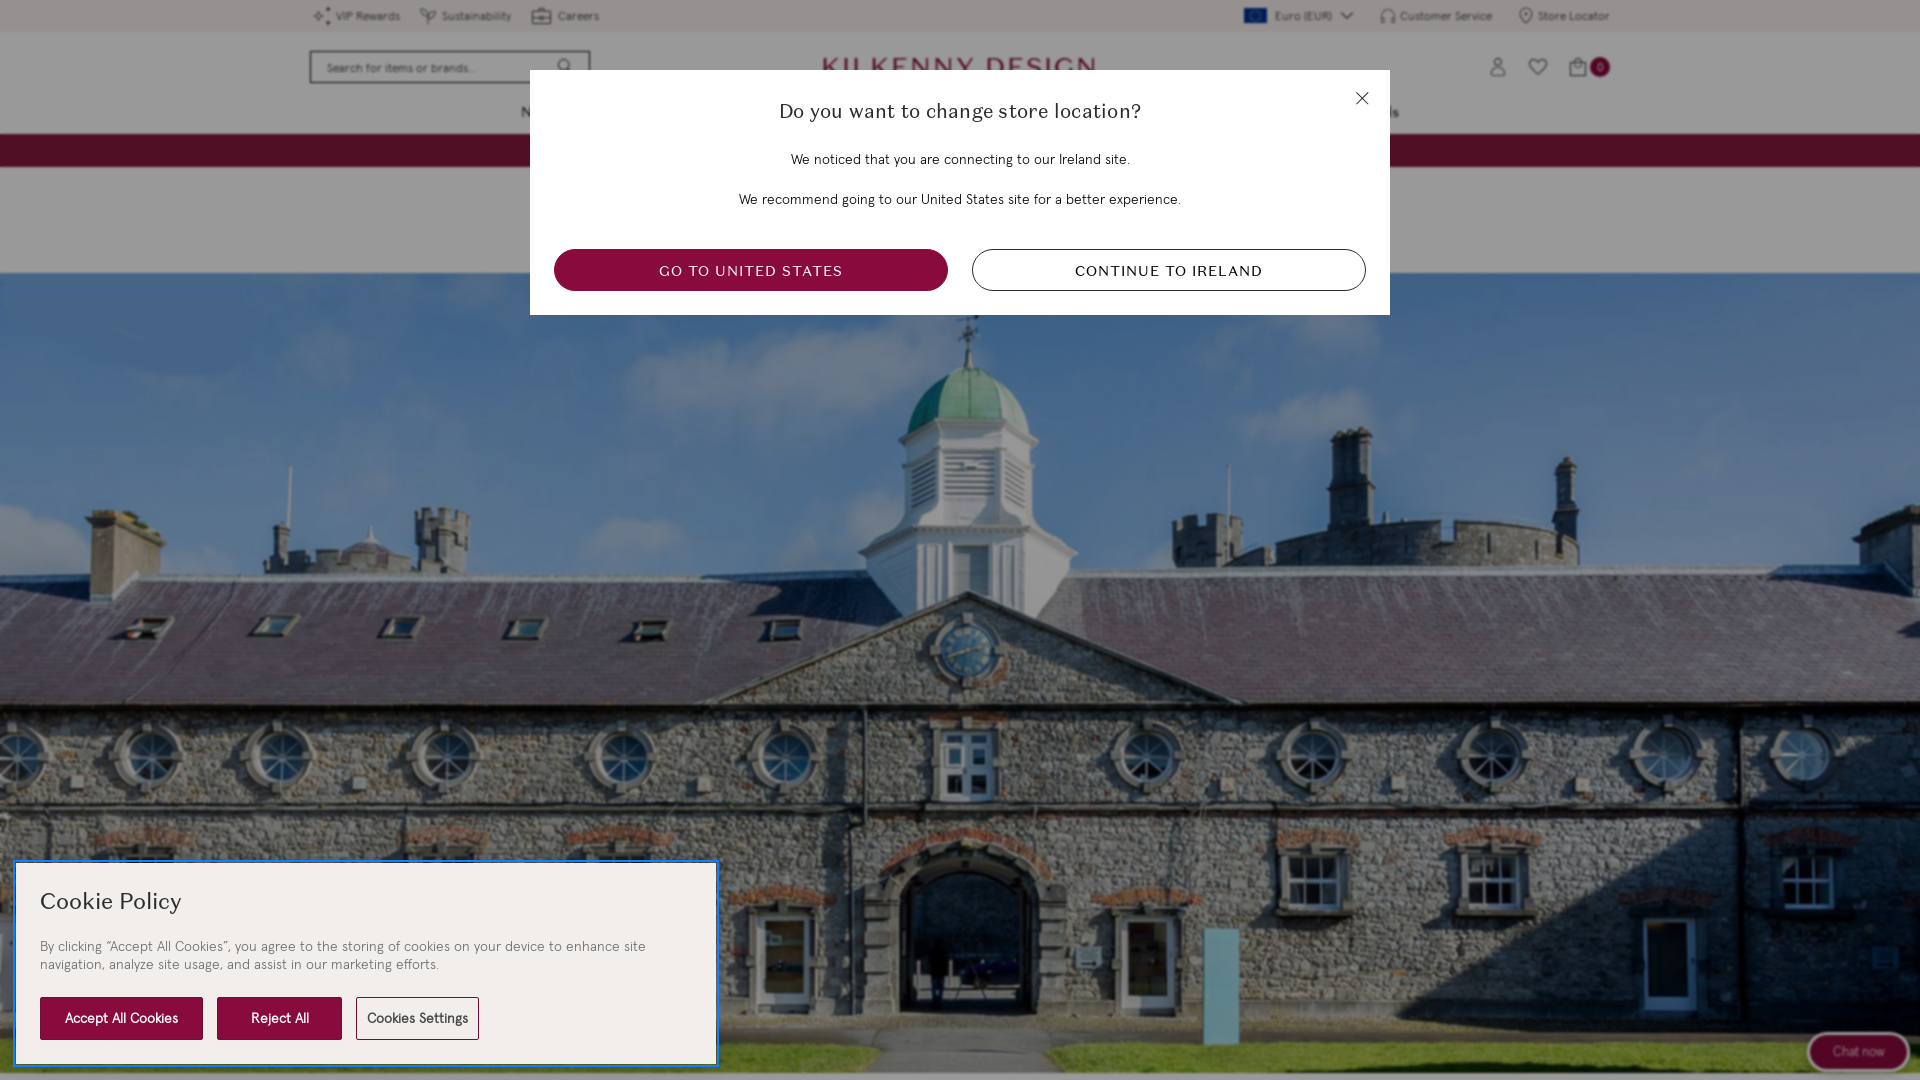 VIP Rewards
Sustainability
Careers
Euro (EUR)
Customer Service
Store Locator
Search for items or brands...
KILKENNY DESIGN
0
Do you want to change store location?
We noticed that you are connecting to our Ireland site.
We recommend going to our United States site for a better experience.
GO TO UNITED STATES
CONTINUE TO IRELAND
Cookie Policy
By clicking “Accept All Cookies”, you agree to the storing of cookies on your device to enhance site
navigation, analyze site usage, and assist in our marketing efforts.
Accept All Cookies
Reject All
Cookies Settings
Chat now